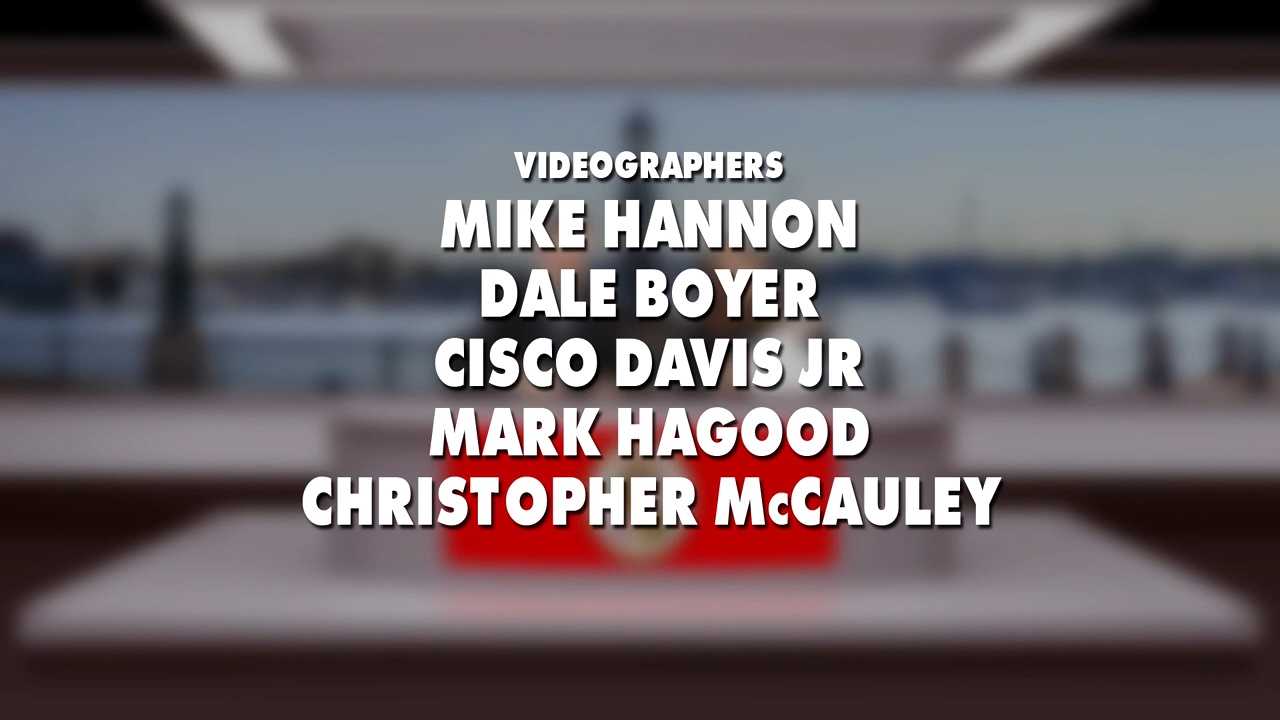 VIDEOGRAPHERS
MIKE HANNON
DALE BOYER
CISCO DAVIS JR
MARK HAGOOD
CHRISTOPHER McCAULEY